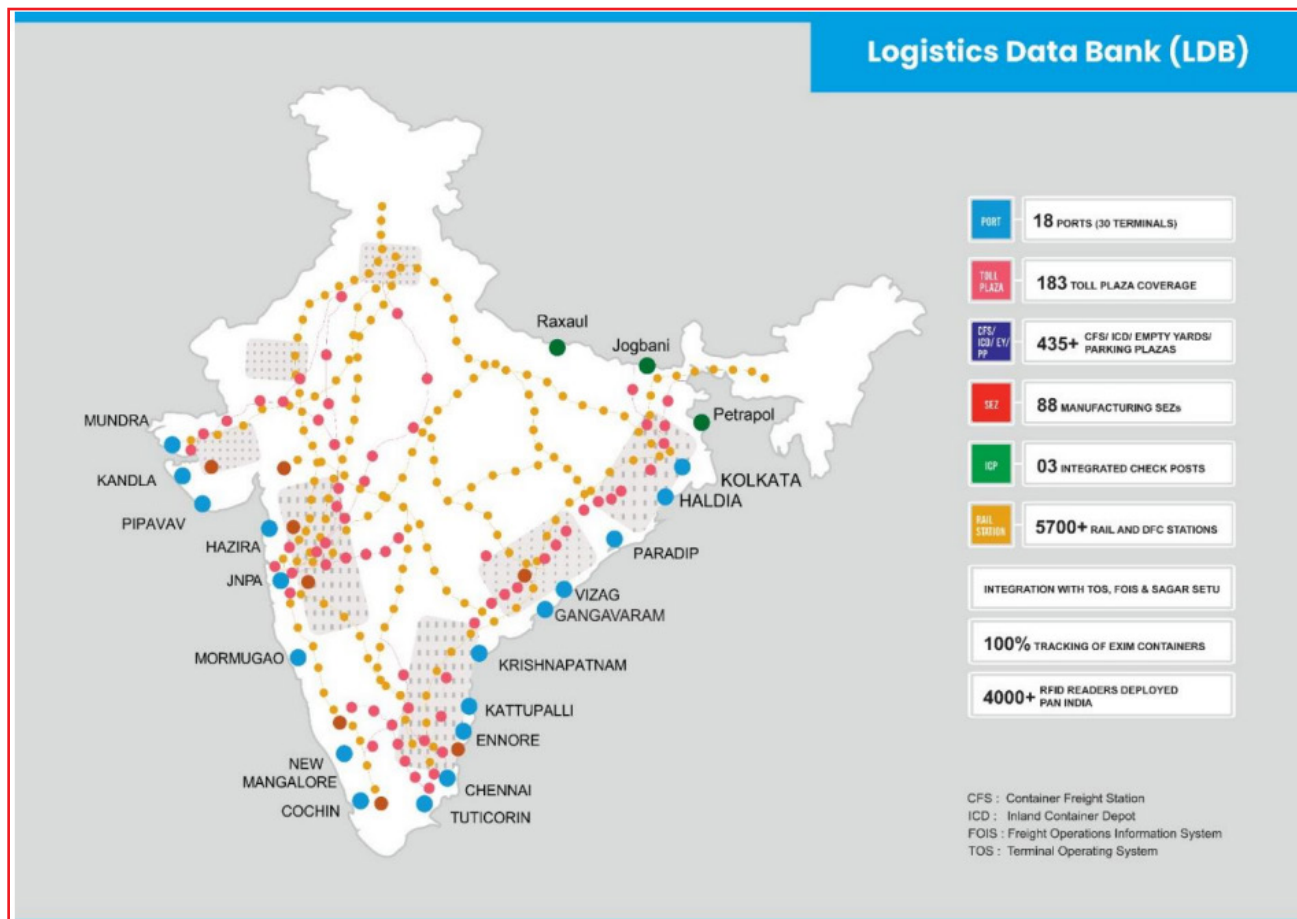 Logistics Data Bank (LDB)
Raxaul
Jogbani
Petrapol
MUNDRA
KANDLA
PIPAVAV
HAZIRA
JNPA
MORMUGAO
NEW
MANGALORE
COCHIN
KOLKATA
HALDIA
PARADIP
VIZAG
GANGAVARAM
KRISHNAPATNAM
KATTUPALLI
ENNORE
CHENNAI
TUTICORIN
PORT
18 PORTS (30 TERMINALS)
TOLL
PLAZA
183 TOLL PLAZA COVERAGE
CFS/
ICD/ EY/
PP
435+ CFS/ ICD/ EMPTY YARDS/
PARKING PLAZAS
SEZ
88 MANUFACTURING SEZs
ICP
03 INTEGRATED CHECK POSTS
RAIL
STATION
5700+ RAIL AND DFC STATIONS
INTEGRATION WITH TOS, FOIS & SAGAR SETU
100% TRACKING OF EXIM CONTAINERS
4000+ RFID READERS DEPLOYED
PAN INDIA
CFS : Container Freight Station
ICD : Inland Container Depot
FOIS : Freight Operations Information System
TOS : Terminal Operating System